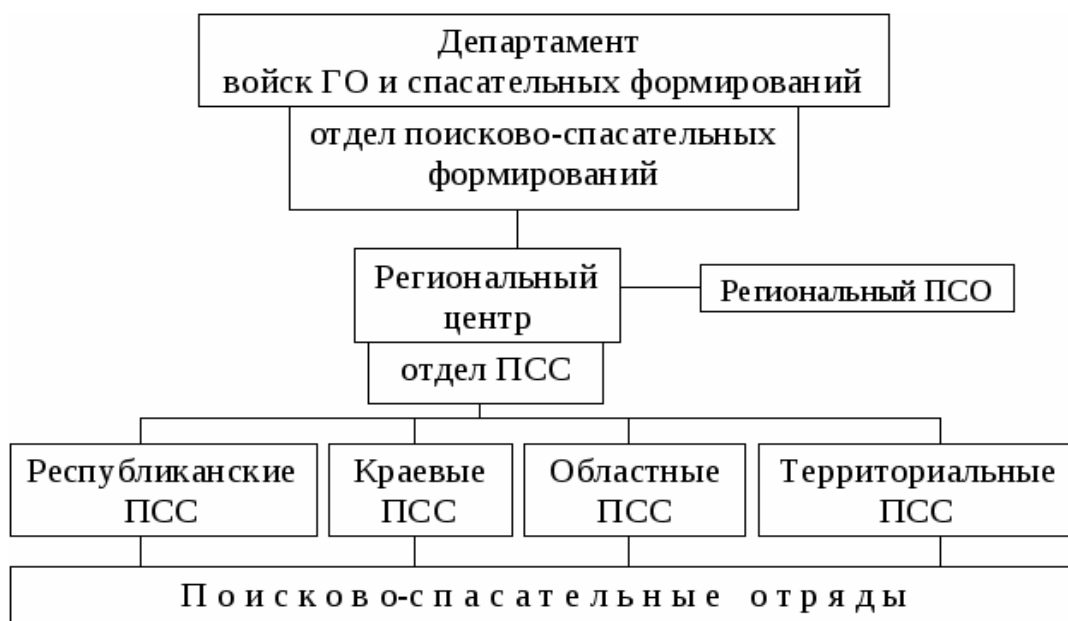 Департамент
войск ГО и спасательных формирований
отдел поисково-спасательных
формирований
Региональный
центр
Региональный ПСО
отдел ПСС
Республиканские
ПСС
Краевые
ПСС
Областные
ПСС
Территориальные
ПСС
Поисково-спасательные отряды